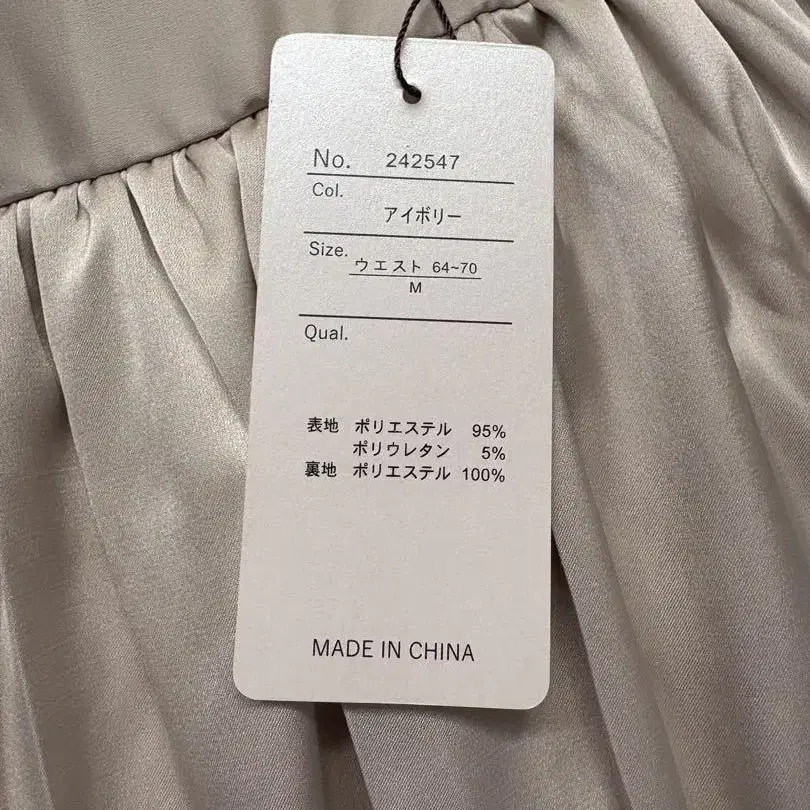 No. 242547
Col.
アイボリー
Size.
ウエスト 64~70
M
Qual.
表地 ポリエステル 95%
ポリウレタン 5%
裏地 ポリエステル 100%
MADE IN CHINA